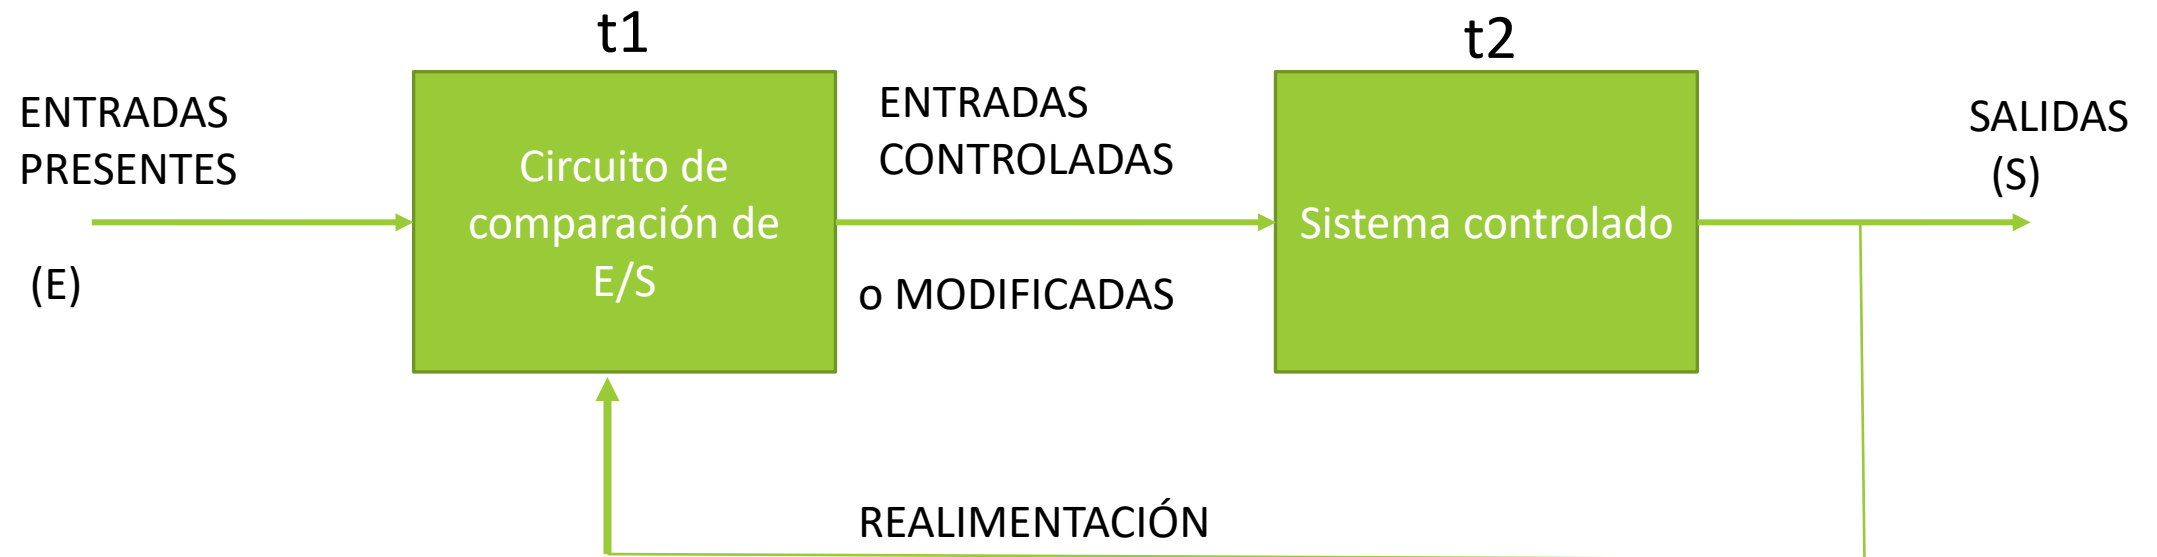 t1
t2
ENTRADAS
PRESENTES
(E)
Circuito de
comparación de
E/S
ENTRADAS
CONTROLADAS
o MODIFICADAS
Sistema controlado
SALIDAS
(S)
REALIMENTACIÓN